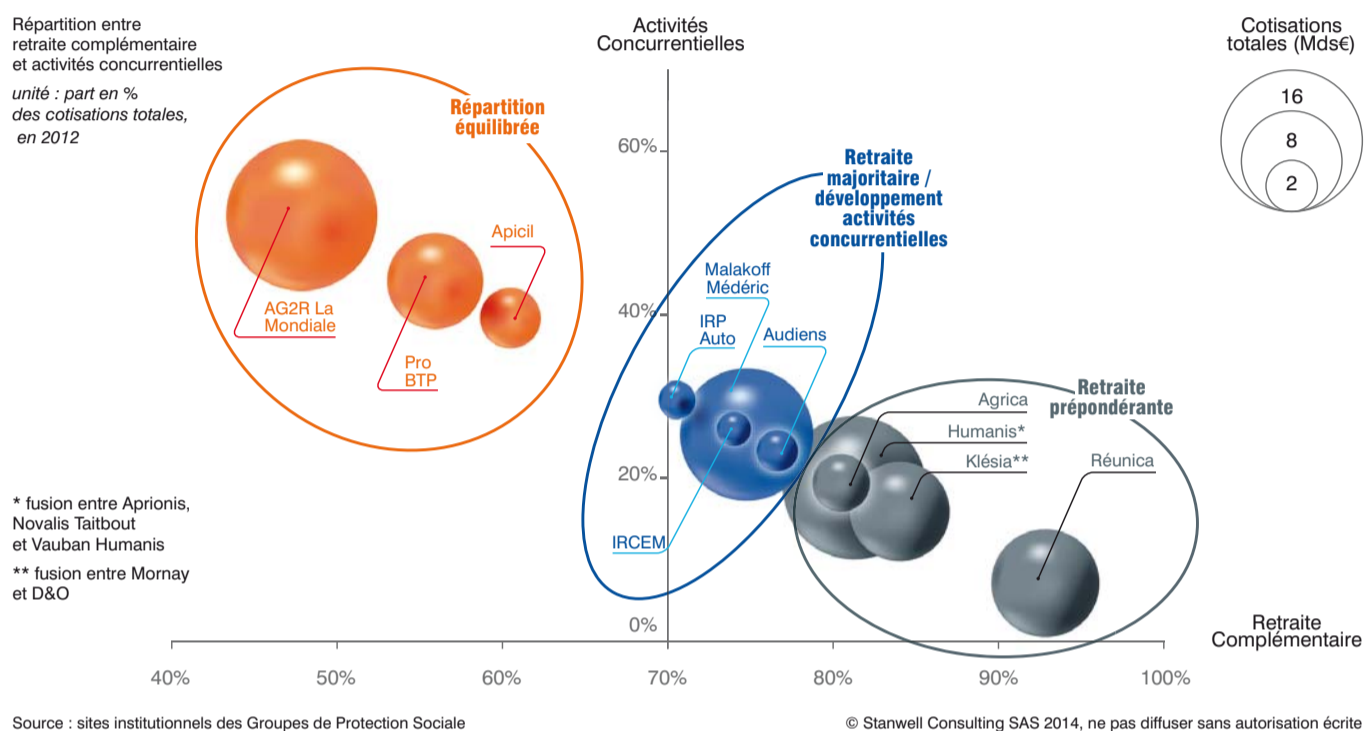 Répartition entre
retraite complémentaire
et activités concurrentielles
unité : part en %
des cotisations totales,
en 2012
Activités
Concurrentielles
Cotisations
totales (Mds€)
16
8
2
Répartition
équilibrée
60%
Retraite
majoritaire /
développement
activités
concurrentielles
Apicil
Malakoff
Médéric
AG2R La
Mondiale
40%
IRP
Auto
Audiens
Pro
BTP
Retraite
prépondérante
Agrica
Humanis*
Klésia**
Réunica
20%
IRCEM
* fusion entre Aprionis,
Novalis Taitbout
et Vauban Humanis
** fusion entre Mornay
et D&O
0%
Retraite
Complémentaire
40%
50%
60%
70%
80%
90%
100%
Source : sites institutionnels des Groupes de Protection Sociale
© Stanwell Consulting SAS 2014, ne pas diffuser sans autorisation écrite